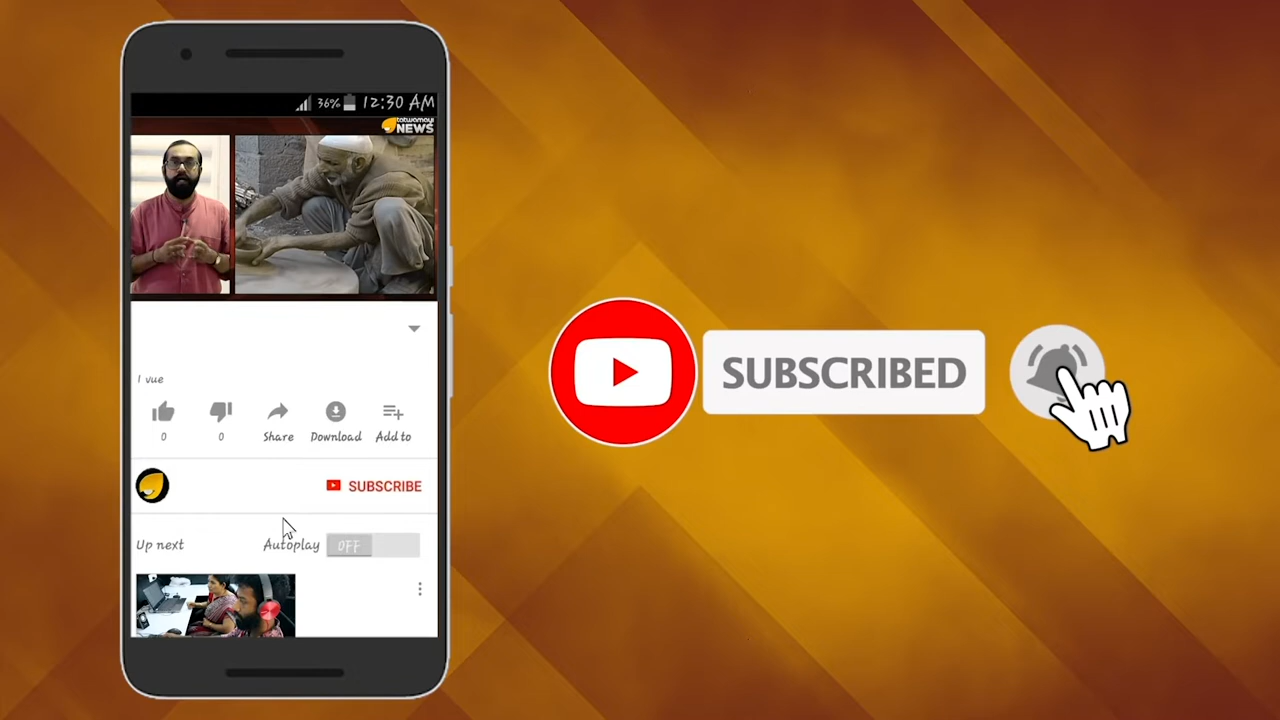 36% 12:30 AM
tatwamayi
NEWS
1 vue
0 0 Share Download Add to
SUBSCRIBE
Up next Autoplay OFF
SUBSCRIBED